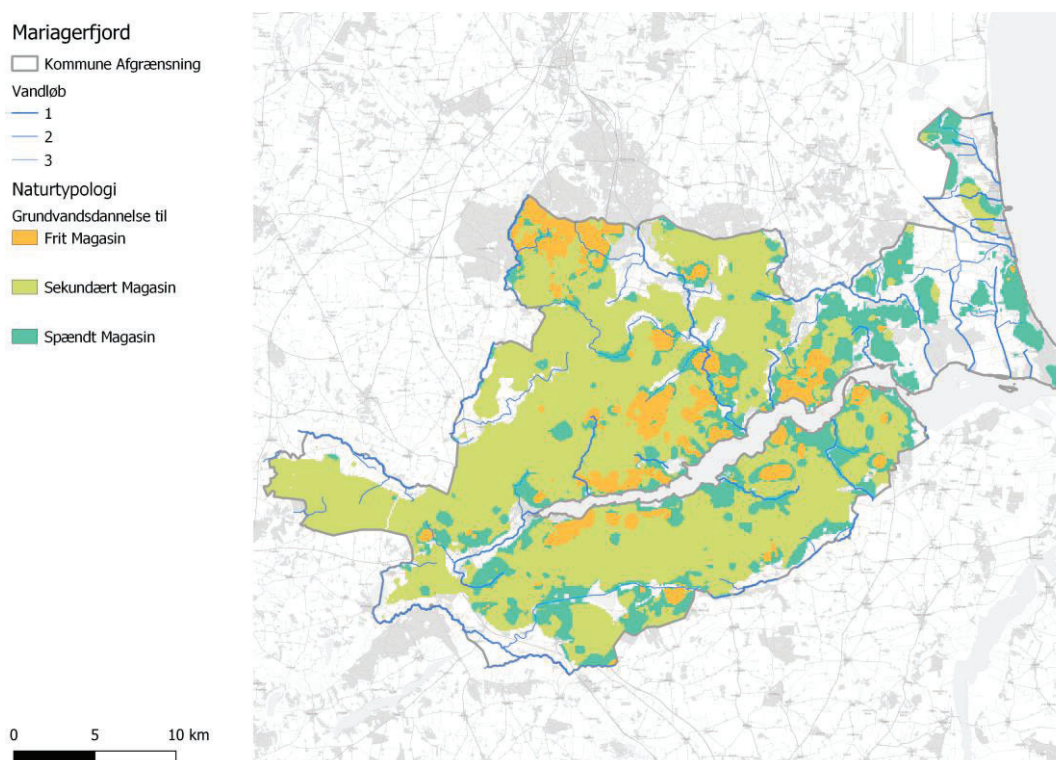 Mariagerfjord
Kommune Afgrænsning
Vandløb
1
2
3
Naturtypologi
Grundvandsdannelse til
Frit Magasin
Sekundært Magasin
Spændt Magasin
0 5 10 km